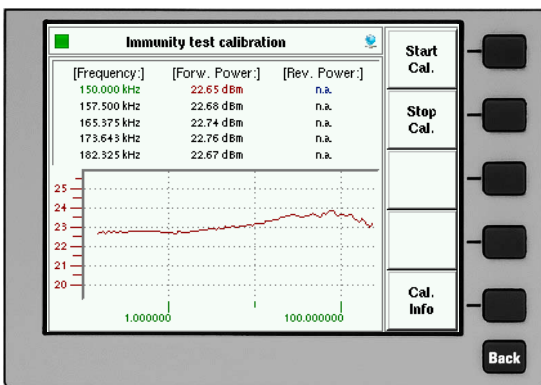 Immunity test calibration
[Frequency:] [Forw. Power:] [Rev. Power:]
150.000 kHz 22.65 dBm n.a.
157.500 kHz 22.68 dBm n.a.
165.375 kHz 22.74 dBm n.a.
173.643 kHz 22.76 dBm n.a.
182.325 kHz 22.67 dBm n.a.
25
24
23
22
21
20
1.000000 100.000000
Start
Cal.
Stop
Cal.
Cal.
Info
Back